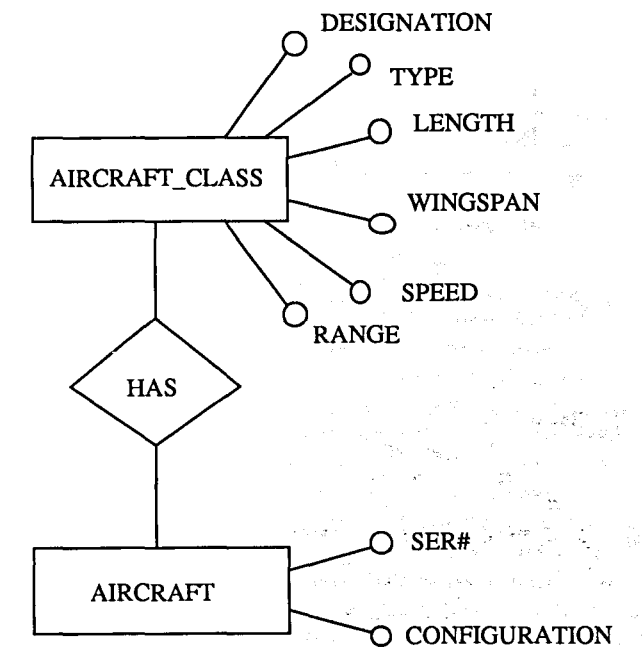 DESIGNATION
TYPE
LENGTH
AIRCRAFT_CLASS
WINGSPAN
SPEED
RANGE
HAS
SER#
AIRCRAFT
CONFIGURATION